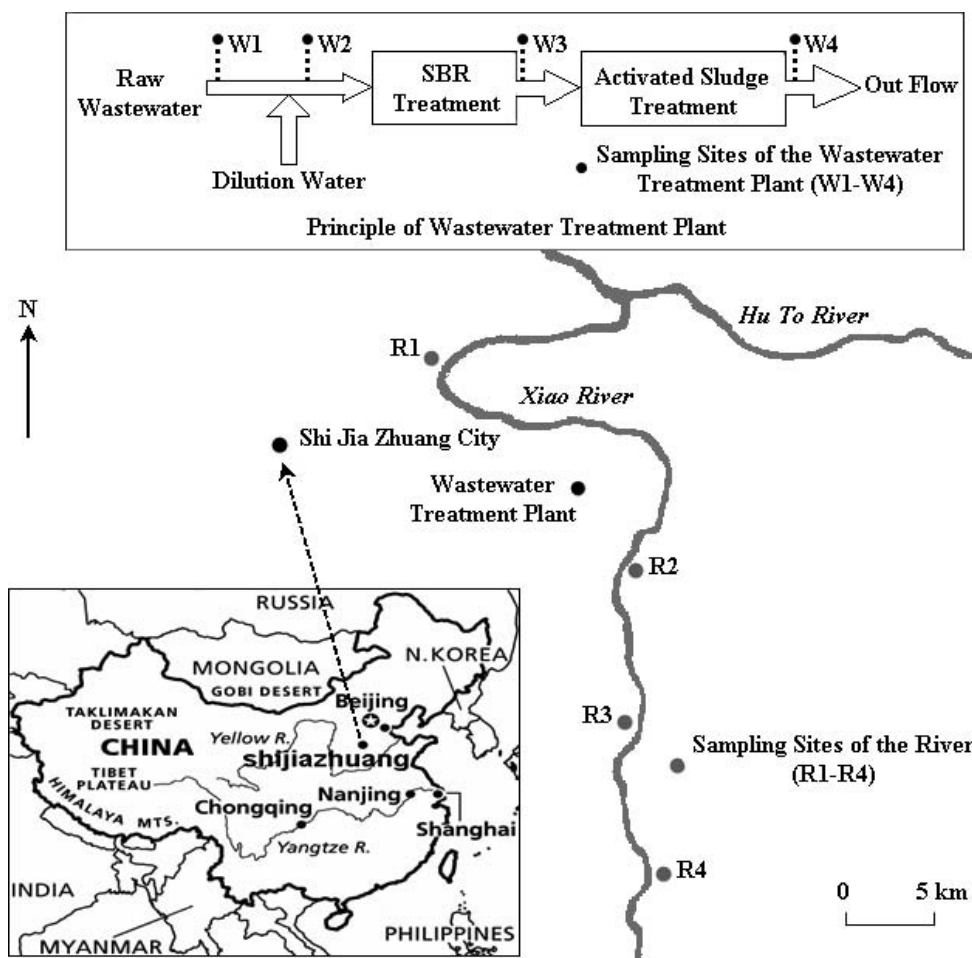 W1
W2
W3
W4
Raw
Wastewater
SBR
Treatment
Activated Sludge
Treatment
Out Flow
Dilution Water
Sampling Sites of the Wastewater
Treatment Plant (W1-W4)
Principle of Wastewater Treatment Plant
N
Hu To River
R1
Xiao River
Shi Jia Zhuang City
Wastewater
Treatment Plant
R2
R3
Sampling Sites of the River
(R1-R4)
R4
0 5 km
RUSSIA
MONGOLIA
GOBI DESERT
N.KOREA
Beijing
TAKLIMAKAN
DESERT
CHINA
Yellow R.
shijiazhuang
TIBET
PLATEAU
HIMALAYA MTS.
Chongqing
Nanjing
Shanghai
Yangtze R.
INDIA
MYANMAR
PHILIPPINES